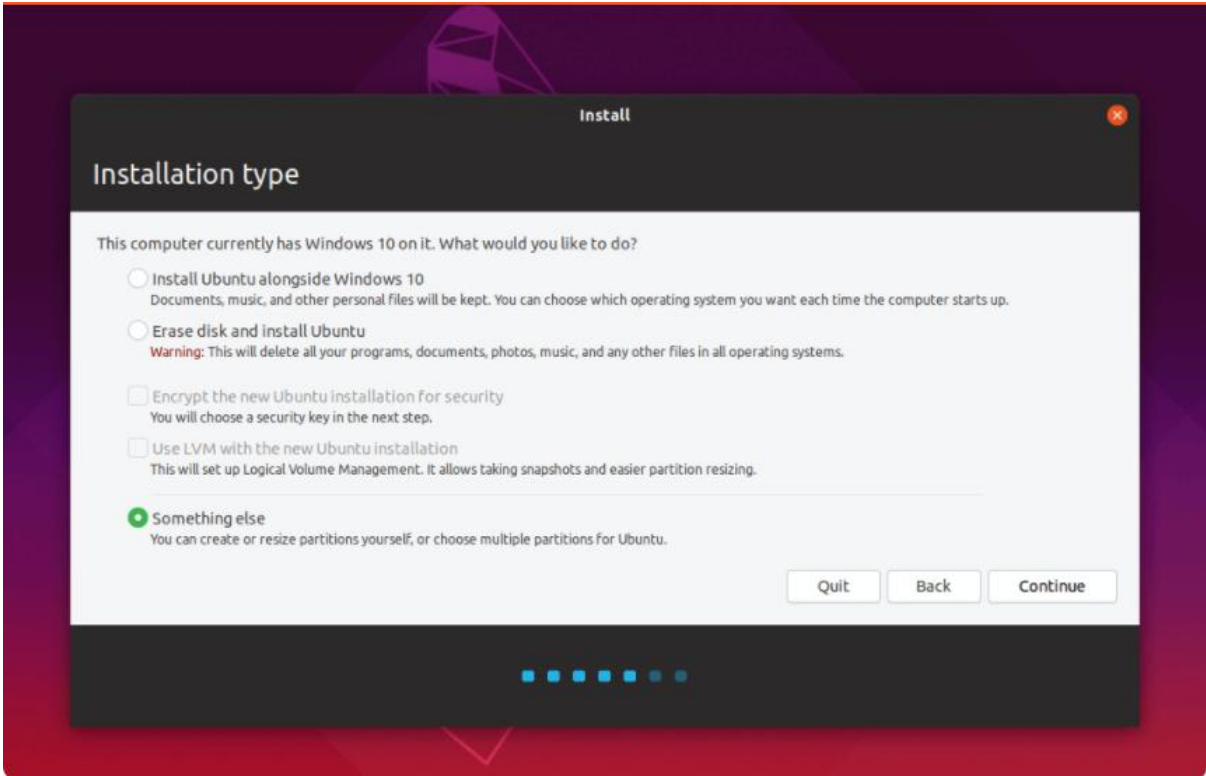 Install
Installation type
This computer currently has Windows 10 on it. What would you like to do?
Install Ubuntu alongside Windows 10
Documents, music, and other personal files will be kept. You can choose which operating system you want each time the computer starts up.
Erase disk and install Ubuntu
Warning: This will delete all your programs, documents, photos, music, and any other files in all operating systems.
Encrypt the new Ubuntu installation for security
You will choose a security key in the next step.
Use LVM with the new Ubuntu installation
This will set up Logical Volume Management. It allows taking snapshots and easier partition resizing.
Something else
You can create or resize partitions yourself, or choose multiple partitions for Ubuntu.
Quit Back Continue